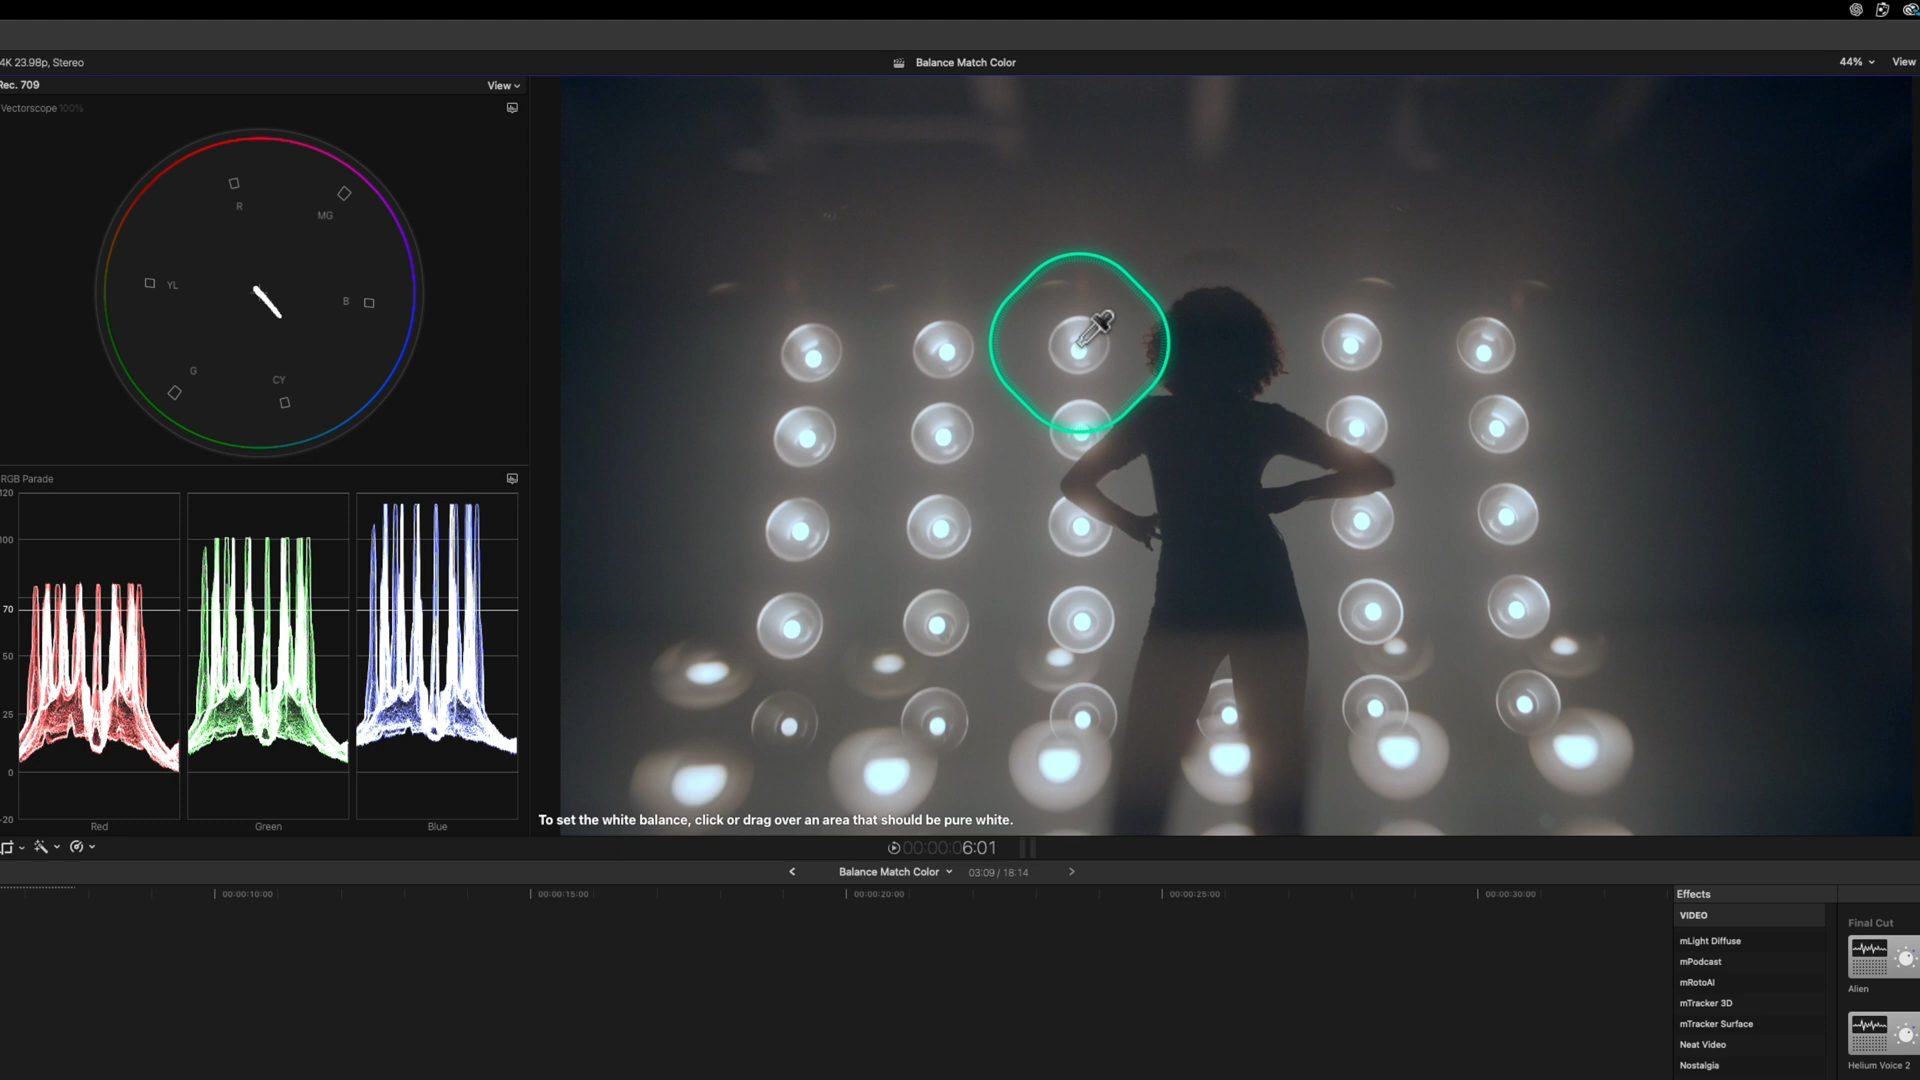 4K 23.98p, Stereo
Balance Match Color
44%
View
Rec. 709
View
Vectorscope 100%
R
MG
YL
B
G
CY
RGB Parade
120
100
70
50
25
0
-20
Red
Green
Blue
To set the white balance, click or drag over an area that should be pure white.
00:00:06:01
Balance Match Color
03:09 / 18:14
00:00:10:00
00:00:15:00
00:00:20:00
00:00:25:00
00:00:30:00
Effects
VIDEO
mLight Diffuse
mPodcast
mRotoAI
mTracker 3D
mTracker Surface
Neat Video
Nostalgia
Final Cut
Alien
Helium Voice 2